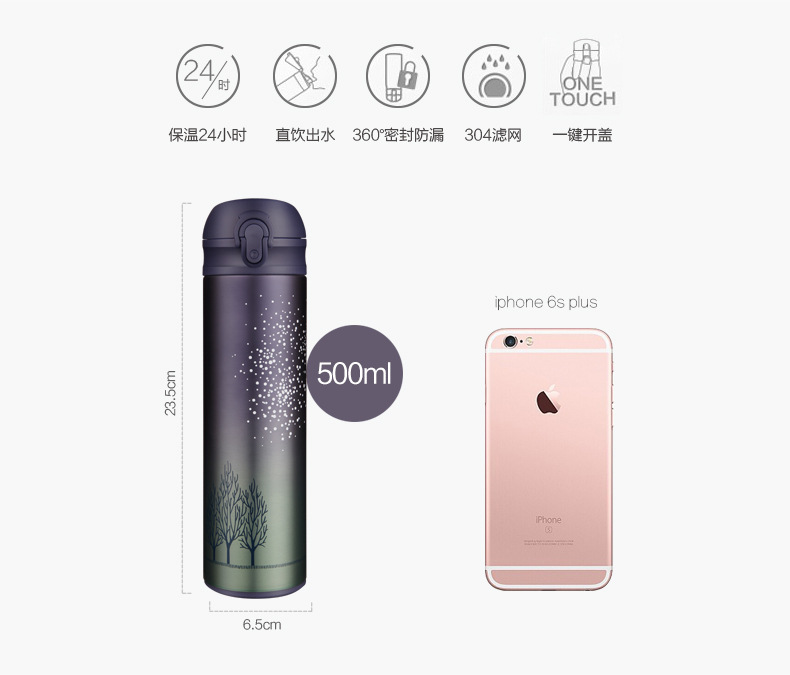 24
时
ONE
TOUCH
保温24小时
直饮出水
360°密封防漏
304滤网
一键开盖
iphone 6s plus
500ml
23.5cm
iPhone
S
6.5cm